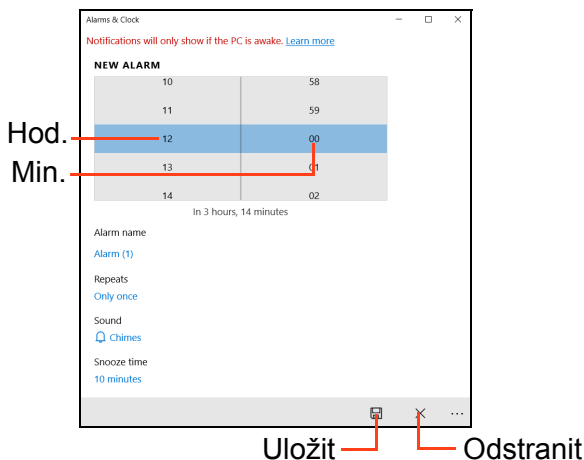 Alarms & Clock
Notifications will only show if the PC is awake. Learn more
NEW ALARM
10 58
11 59
Hod. 12 00
Min. 13 01
14 02
In 3 hours, 14 minutes
Alarm name
Alarm (1)
Repeats
Only once
Sound
Chimes
Snooze time
10 minutes
Uložit Odstranit